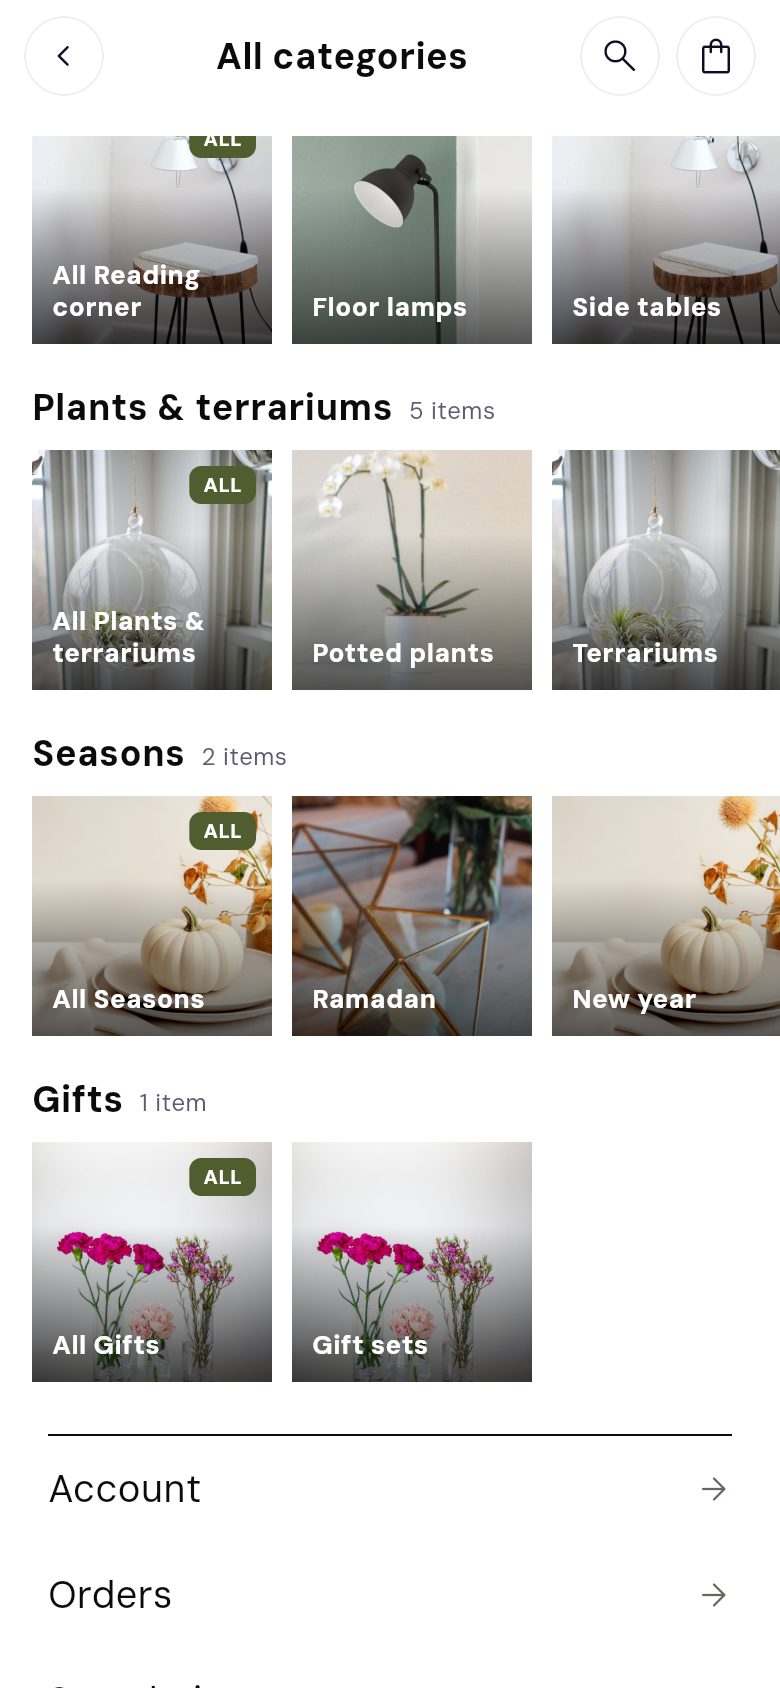 All categories
ALL
All Reading
corner
Floor lamps
Side tables
Plants & terrariums 5 items
ALL
All Plants &
terrariums
Potted plants
Terrariums
Seasons 2 items
ALL
All Seasons
Ramadan
New year
Gifts 1 item
ALL
All Gifts
Gift sets
Account
Orders